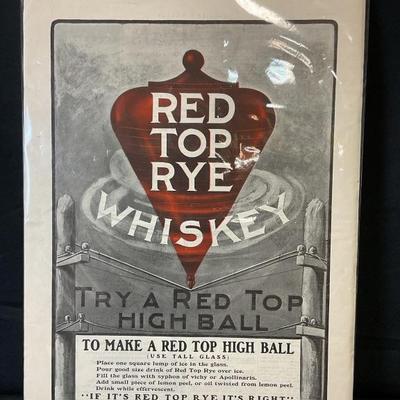 RED
TOP
RYE
WHISKEY
TRY A RED TOP
HIGH BALL
TO MAKE A RED TOP HIGH BALL
(USE TALL GLASS)
Place one square lump of ice in the glass.
Pour good size drink of Red Top Rye over ice.
Fill the glass with syphon of vichy or Apollinaris.
Add small piece of lemon peel, or oil twisted from lemon peel.
Drink while effervescent.
"IF IT'S RED TOP RYE IT'S RIGHT"